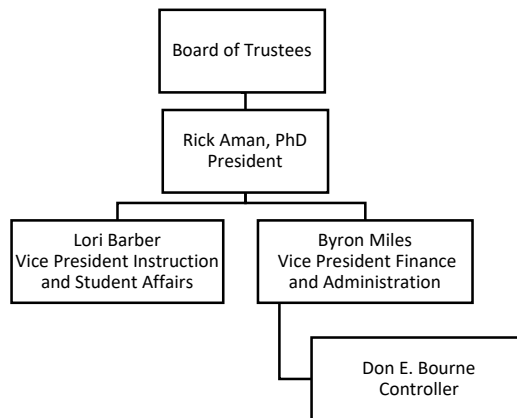 Board of Trustees
Rick Aman, PhD
President
Lori Barber
Vice President Instruction
and Student Affairs
Byron Miles
Vice President Finance
and Administration
Don E. Bourne
Controller